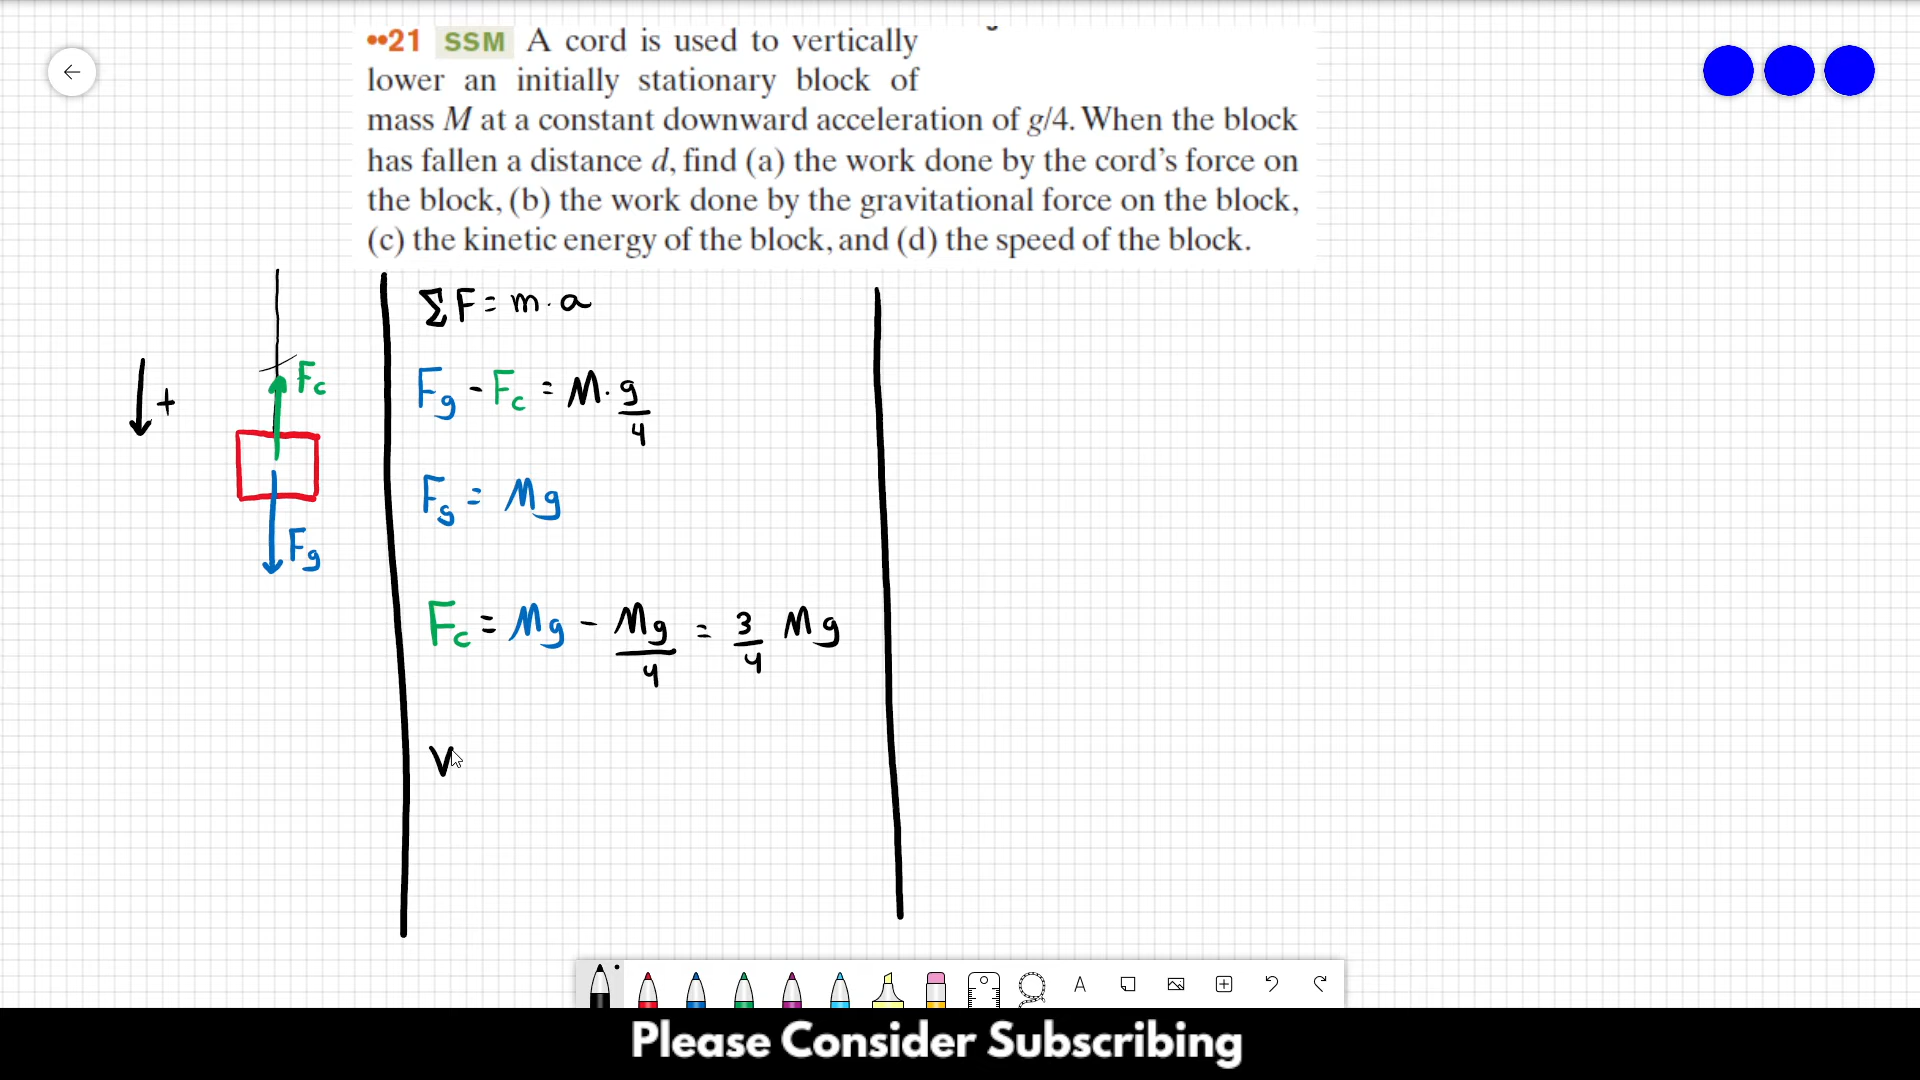 ••21 SSM A cord is used to vertically
lower an initially stationary block of
mass M at a constant downward acceleration of g/4. When the block
has fallen a distance d, find (a) the work done by the cord's force on
the block, (b) the work done by the gravitational force on the block,
(c) the kinetic energy of the block, and (d) the speed of the block.
ΣF = m · a
Fg - Fc = M · g/4
Fg = Mg
Fc = Mg - Mg/4 = 3/4 Mg
V
+
Fc
Fg
A
Please Consider Subscribing